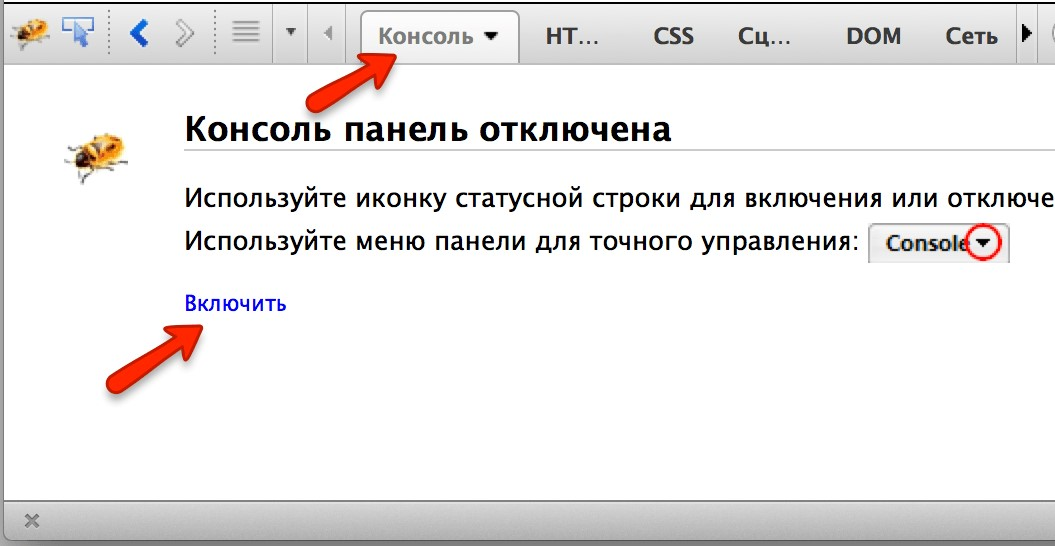 Консоль HT... CSS Сц... DOM Сеть
Консоль панель отключена
Используйте иконку статусной строки для включения или отключе
Используйте меню панели для точного управления: Console
Включить